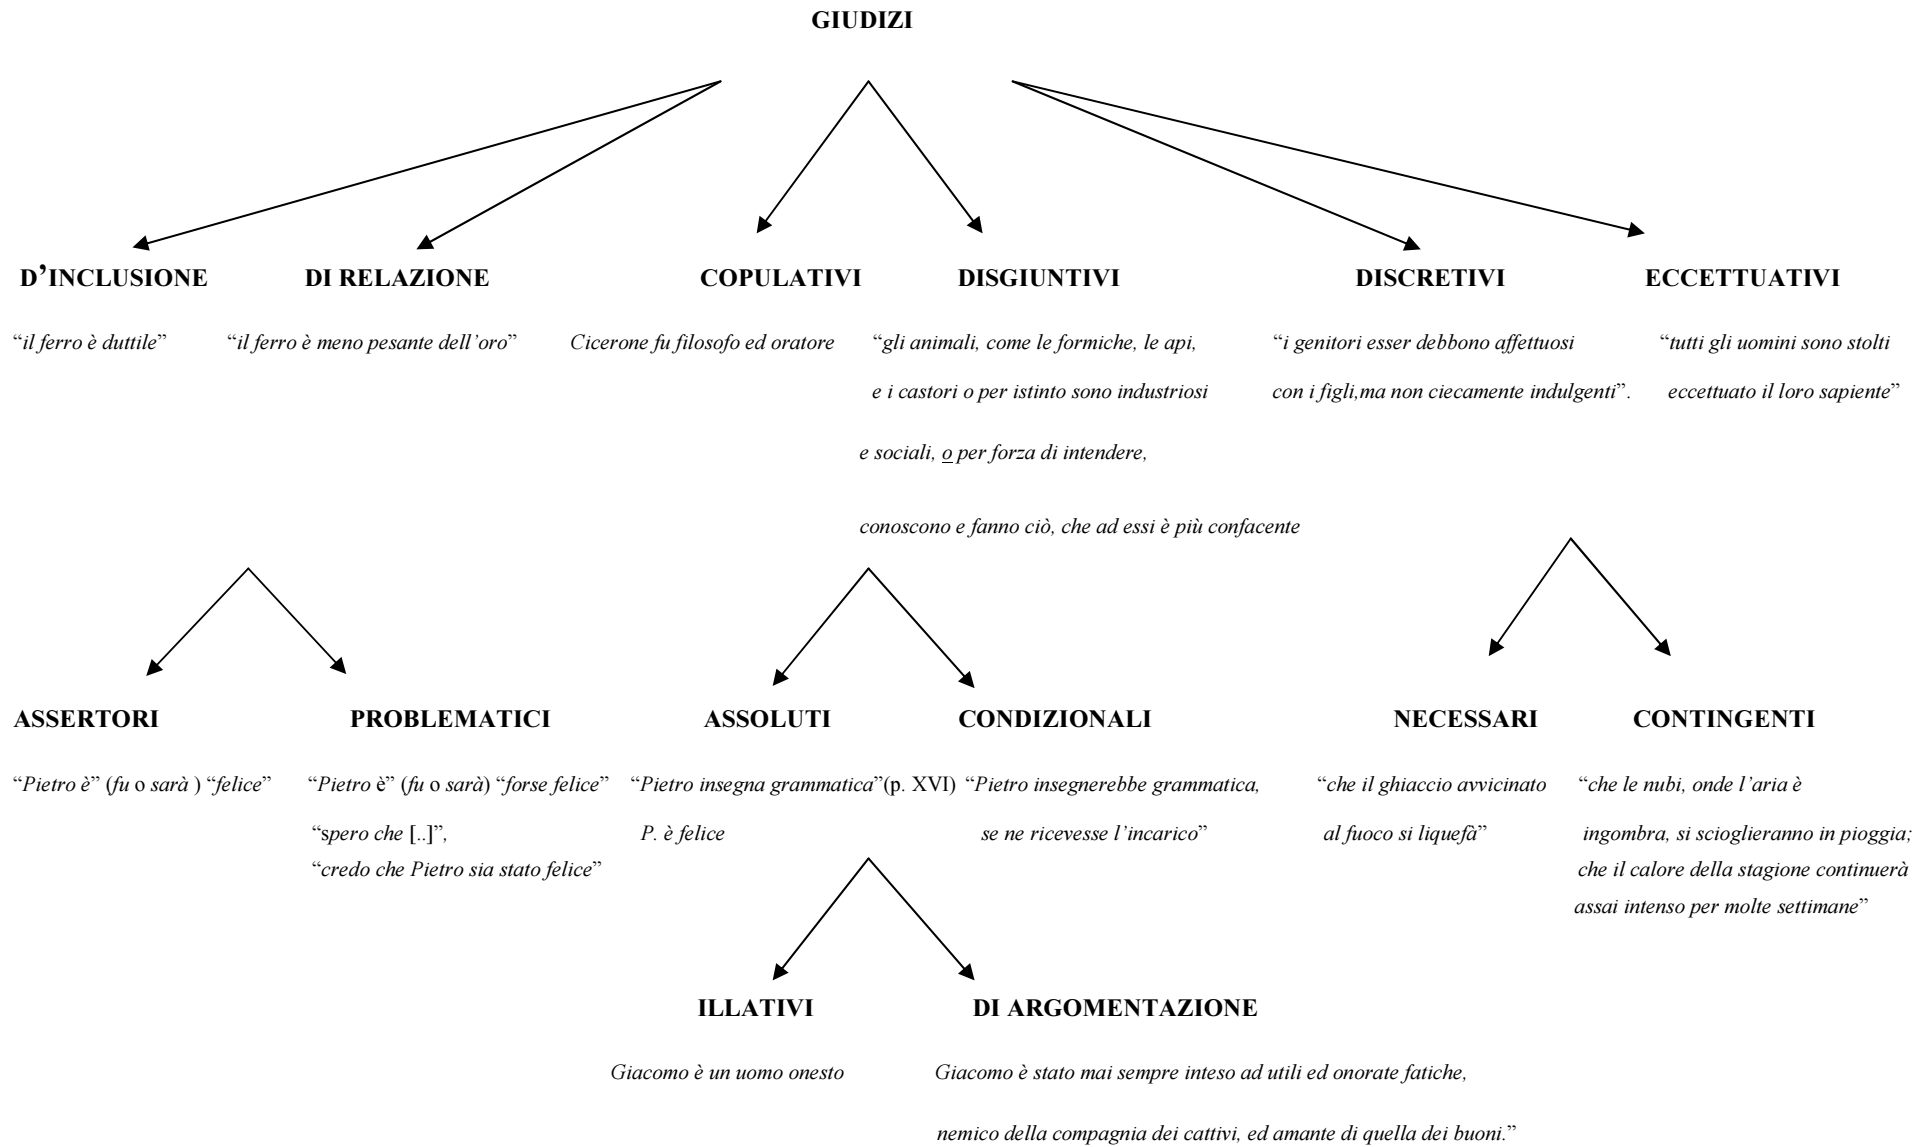 GIUDIZI
D’INCLUSIONE DI RELAZIONE COPULATIVI DISGIUNTIVI DISCRETIVI ECCETTUATIVI
“il ferro è duttile” “il ferro è meno pesante dell’oro” Cicerone fu filosofo ed oratore “gli animali, come le formiche, le api, “i genitori esser debbono affettuosi “tutti gli uomini sono stolti
e i castori o per istinto sono industriosi con i figli,ma non ciecamente indulgenti”. eccettuato il loro sapiente”
e sociali, o per forza di intendere,
conoscono e fanno ciò, che ad essi è più confacente
ASSERTORI PROBLEMATICI ASSOLUTI CONDIZIONALI NECESSARI CONTINGENTI
“Pietro è” (fu o sarà ) “felice” “Pietro è” (fu o sarà) “forse felice” “Pietro insegna grammatica”(p. XVI) “Pietro insegnerebbe grammatica, “che il ghiaccio avvicinato “che le nubi, onde l’aria è
“spero che [..]”, P. è felice se ne ricevesse l’incarico” al fuoco si liquefà” ingombra, si scioglieranno in pioggia;
“credo che Pietro sia stato felice” che il calore della stagione continuerà
assai intenso per molte settimane”
ILLATIVI DI ARGOMENTAZIONE
Giacomo è un uomo onesto Giacomo è stato mai sempre inteso ad utili ed onorate fatiche,
nemico della compagnia dei cattivi, ed amante di quella dei buoni.”